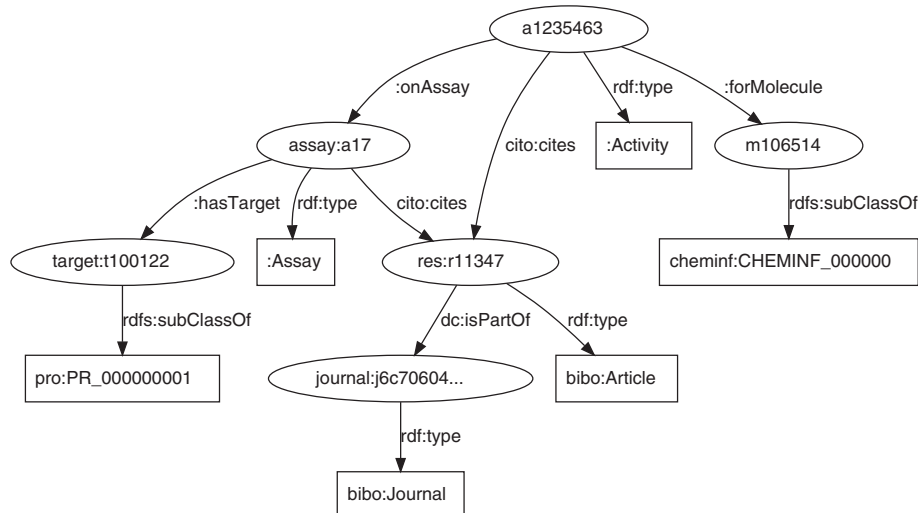 a1235463
:onAssay
rdf:type
:forMolecule
assay:a17
cito:cites
:Activity
m106514
:hasTarget
rdf:type
cito:cites
rdfs:subClassOf
target:t100122
:Assay
res:r11347
cheminf:CHEMINF_000000
rdfs:subClassOf
dc:isPartOf
rdf:type
pro:PR_000000001
journal:j6c70604...
bibo:Article
rdf:type
bibo:Journal